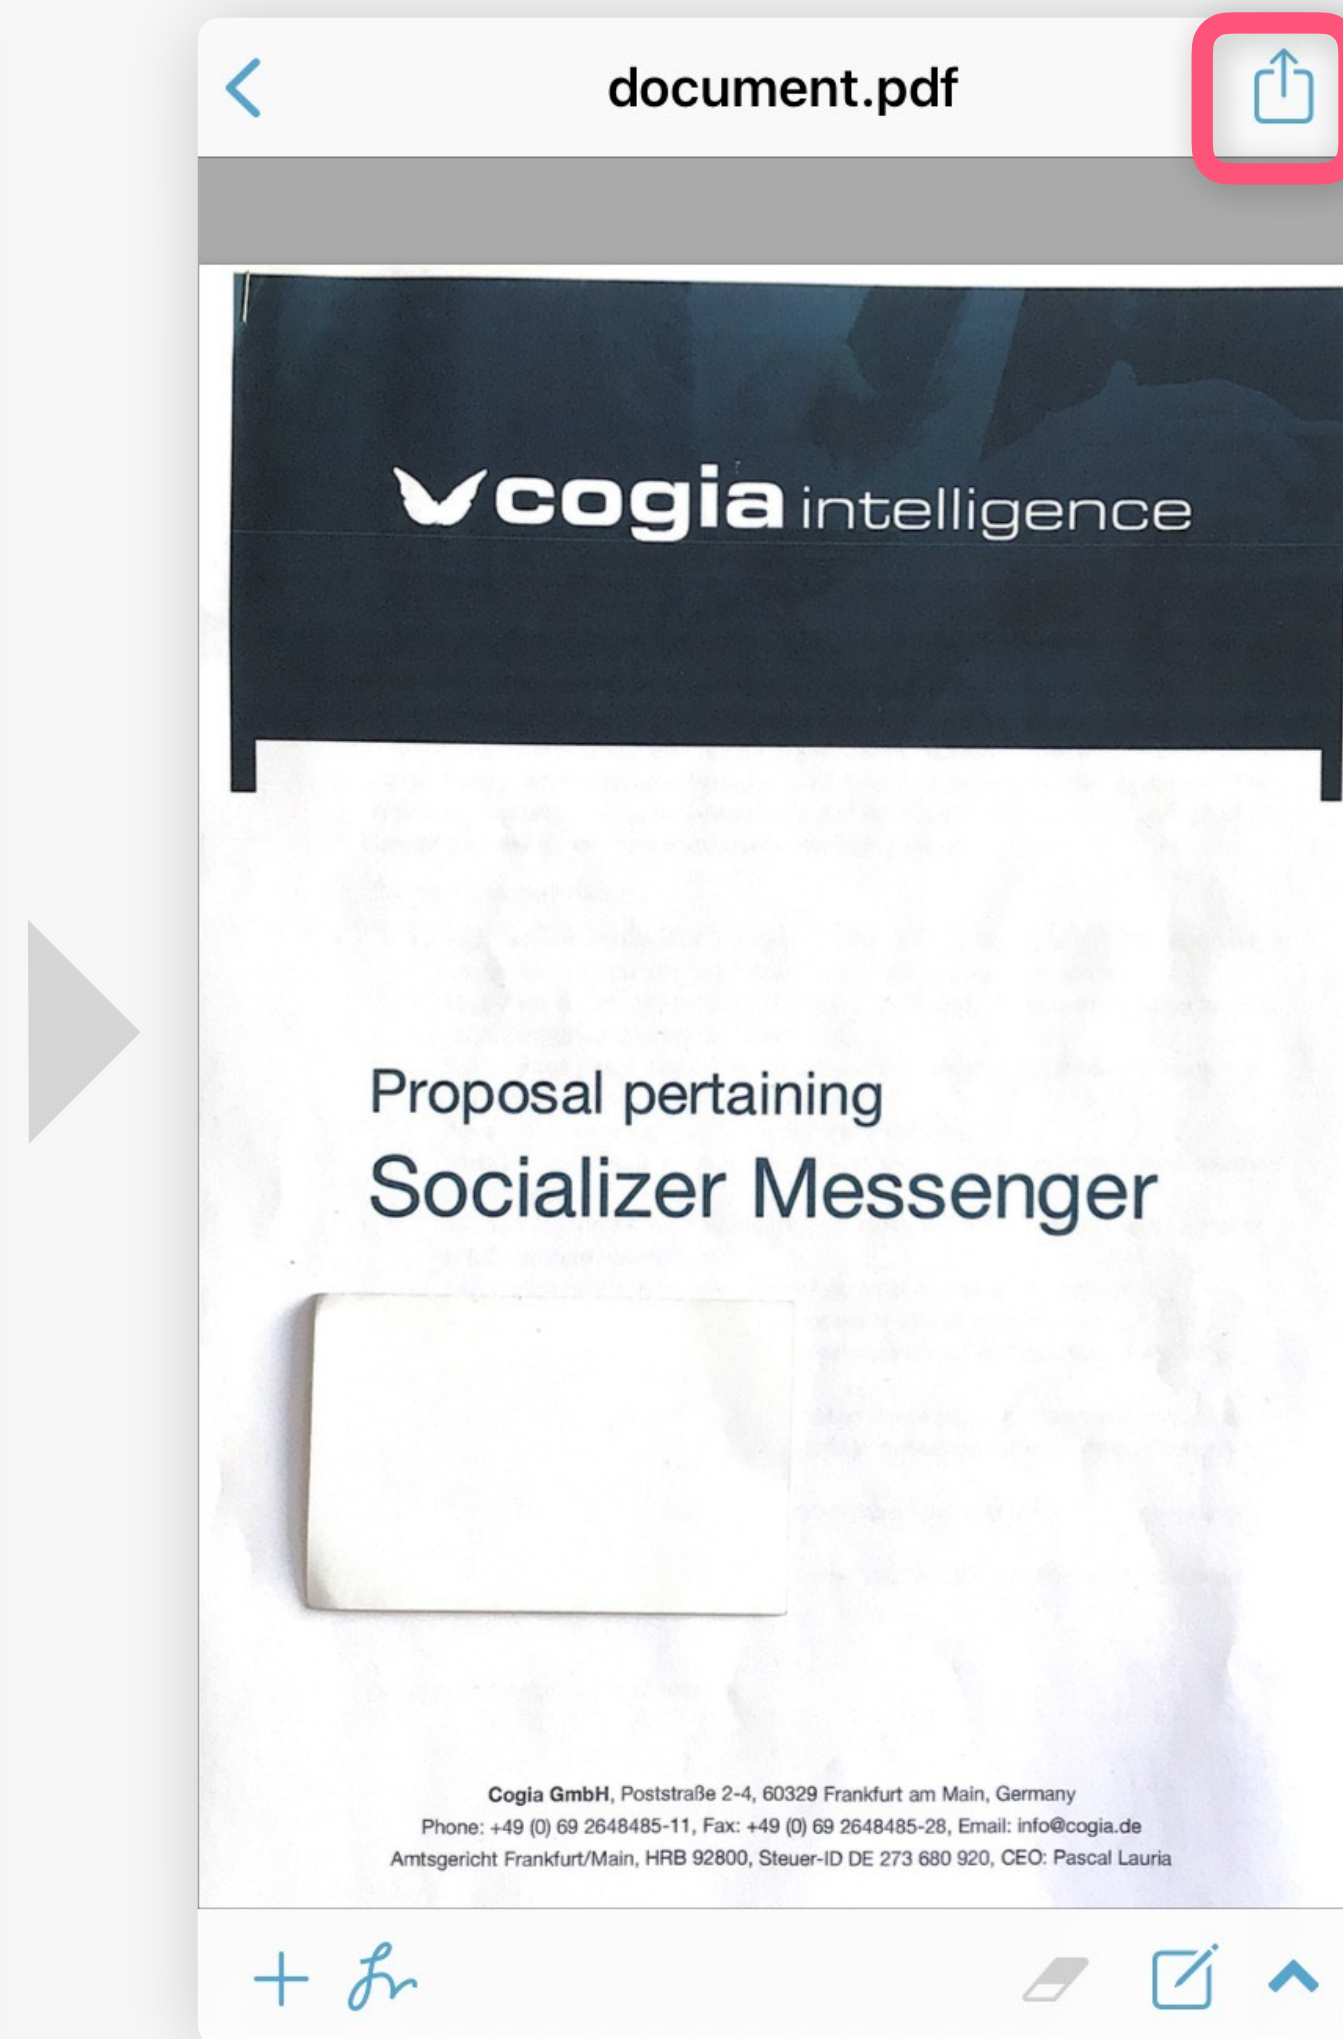 document.pdf
cogia intelligence
Proposal pertaining
Socializer Messenger
Cogia GmbH, Poststraße 2-4, 60329 Frankfurt am Main, Germany
Phone: +49 (0) 69 2648485-11, Fax: +49 (0) 69 2648485-28, Email: info@cogia.de
Amtsgericht Frankfurt/Main, HRB 92800, Steuer-ID DE 273 680 920, CEO: Pascal Lauria